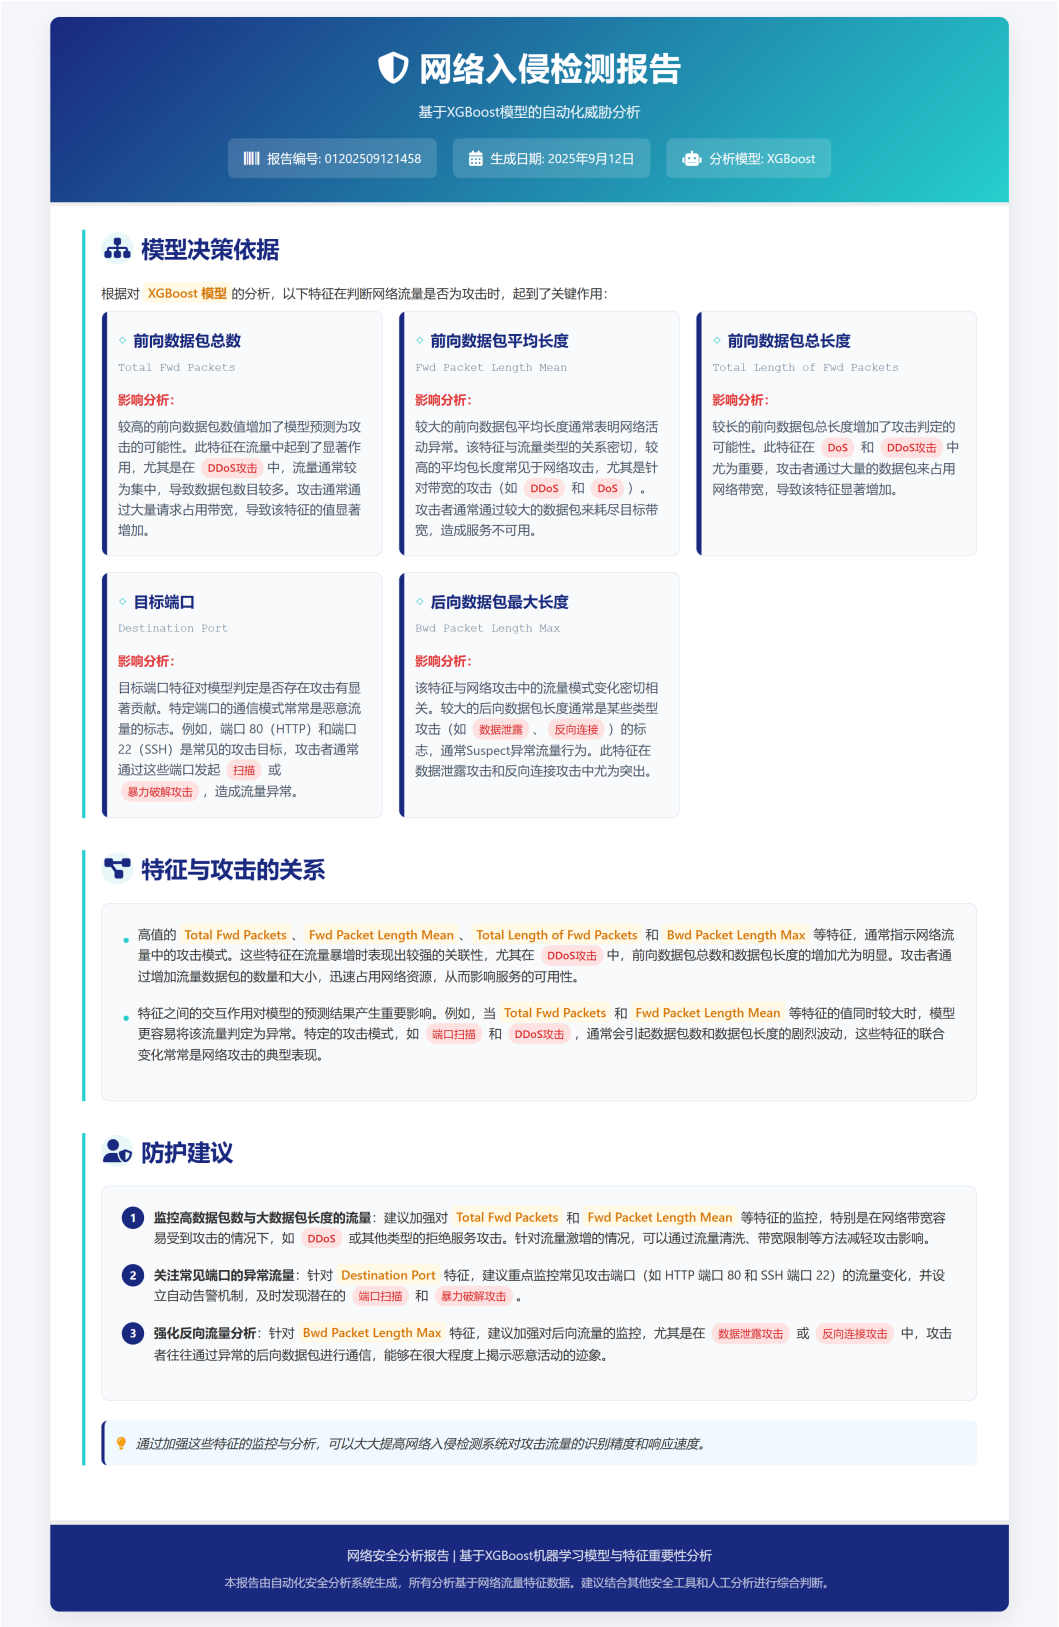 网络入侵检测报告
基于XGBoost模型的自动化威胁分析
报告编号: 01202509121458
生成日期: 2025年9月12日
分析模型: XGBoost
模型决策依据
根据对 XGBoost 模型 的分析，以下特征在判断网络流量是否为攻击时，起到了关键作用：
前向数据包总数
Total Fwd Packets
影响分析：
较高的前向数据包数值增加了模型预测为攻
击的可能性。此特征在流量中起到了显著作
用，尤其是在 DDoS攻击 中，流量通常较
为集中，导致数据包数目较多。攻击通常通
过大量请求占用带宽，导致该特征的值显著
增加。
前向数据包平均长度
Fwd Packet Length Mean
影响分析：
较大的前向数据包平均长度通常表明网络活
动异常。该特征与流量类型的关系密切，较
高的平均包长度常见于网络攻击，尤其是针
对带宽的攻击（如 DDoS 和 DoS ）。
攻击者通常通过较大的数据包来耗尽目标带
宽，造成服务不可用。
前向数据包总长度
Total Length of Fwd Packets
影响分析：
较长的前向数据包总长度增加了攻击判定的
可能性。此特征在 DoS 和 DDoS攻击 中
尤为重要，攻击者通过大量的数据包来占用
网络带宽，导致该特征显著增加。
目标端口
Destination Port
影响分析：
目标端口特征对模型判定是否存在攻击有显
著贡献。特定端口的通信模式常常是恶意流
量的标志。例如，端口 80（HTTP）和端口
22（SSH）是常见的攻击目标，攻击者通常
通过这些端口发起 扫描 或
暴力破解攻击 ，造成流量异常。
后向数据包最大长度
Bwd Packet Length Max
影响分析：
该特征与网络攻击中的流量模式变化密切相
关。较大的后向数据包长度通常是某些类型
攻击（如 数据泄露 、 反向连接 ）的标
志，通常Suspect异常流量行为。此特征在
数据泄露攻击和反向连接攻击中尤为突出。
特征与攻击的关系
高值的 Total Fwd Packets 、 Fwd Packet Length Mean 、 Total Length of Fwd Packets 和 Bwd Packet Length Max 等特征，通常指示网络流
量中的攻击模式。这些特征在流量暴增时表现出较强的关联性，尤其在 DDoS攻击 中，前向数据包总数和数据包长度的增加尤为明显。攻击者通
过增加流量数据包的数量和大小，迅速占用网络资源，从而影响服务的可用性。
特征之间的交互作用对模型的预测结果产生重要影响。例如，当 Total Fwd Packets 和 Fwd Packet Length Mean 等特征的值同时较大时，模型
更容易将该流量判定为异常。特定的攻击模式，如 端口扫描 和 DDoS攻击 ，通常会引起数据包数和数据包长度的剧烈波动，这些特征的联合
变化常常是网络攻击的典型表现。
防护建议
1 监控高数据包数与大数据包长度的流量：建议加强对 Total Fwd Packets 和 Fwd Packet Length Mean 等特征的监控，特别是在网络带宽容
易受到攻击的情况下，如 DDoS 或其他类型的拒绝服务攻击。针对流量激增的情况，可以通过流量清洗、带宽限制等方法减轻攻击影响。
2 关注常见端口的异常流量：针对 Destination Port 特征，建议重点监控常见攻击端口（如 HTTP 端口 80 和 SSH 端口 22）的流量变化，并设
立自动告警机制，及时发现潜在的 端口扫描 和 暴力破解攻击 。
3 强化反向流量分析：针对 Bwd Packet Length Max 特征，建议加强对后向流量的监控，尤其是在 数据泄露攻击 或 反向连接攻击 中，攻击
者往往通过异常的后向数据包进行通信，能够在很大程度上揭示恶意活动的迹象。
通过加强这些特征的监控与分析，可以大大提高网络入侵检测系统对攻击流量的识别精度和响应速度。
网络安全分析报告 | 基于XGBoost机器学习模型与特征重要性分析
本报告由自动化安全分析系统生成，所有分析基于网络流量特征数据。建议结合其他安全工具和人工分析进行综合判断。